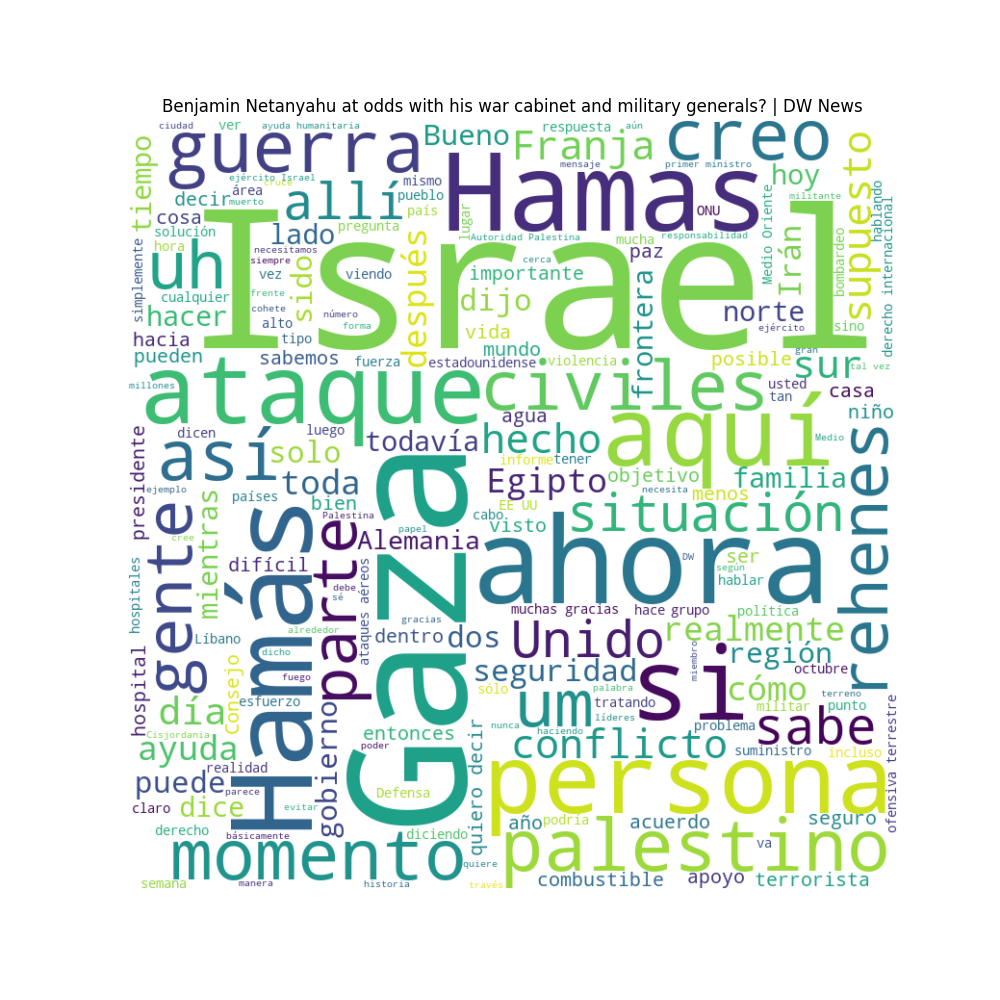 Benjamin Netanyahu at odds with his war cabinet and military generals? | DW News
ciudad
ver
ayuda humanitaria
Bueno
respuesta
aún
creo
guerra
Franja
mensaje
primer ministro
tiempo
ejército Israel
cruce
área
mismo
Hamas
hoy
militante
supuesto
hablando
decir
muerto
allí
pueblo
ONU
cosa
país
lugar
Medio Oriente
solución
lado
pregunta
Autoridad Palestina
mucha
responsabilidad
hora
necesitamos
después
Irán
bombardeo
derecho internacional
simplemente
uh
siempre
sido
cerca
paz
Israel
vez
viendo
importante
frontera
cualquier
frente
dijo
norte
hacer
cohete
número
alto
forma
vida
ejército
sino
hacia
tipo
mundo
pueden
sabemos
fuerza
estadounidense
violencia
posible
gran
sur
tal vez
millones
ataque
civiles
usted
tan
casa
agua
aquí
niño
presidente
dicen
luego
todavía
hecho
Medio
así
solo
informe
tener
objetivo
familia
rehenes
ejemplo
toda
Egipto
necesita
menos
países
bien
EE UU
gente
mientras
Palestina
cabo
visto
situación
cree
Hamás
parte
papel
Gaza
Alemania
ahora
DW
ser
difícil
según
hablar
hospitales
debe
sé
ataques aéreos
muchas gracias
hace
grupo
política
gracias
Líbano
alrededor
dentro
dos
Unido
realmente
dicho
región
hospital
Consejo
fuego
seguridad
miembro
si
octubre
sólo
palabra
cómo
terreno
día
esfuerzo
um
tratando
militar
punto
Cisjordania
gobierno
nunca
líderes
problema
sabe
ayuda
poder
entonces
haciendo
conflicto
suministro
incluso
ofensiva terrestre
realidad
quiero decir
puede
parece
persona
claro
dice
evitar
Defensa
año
podría
acuerdo
seguro
derecho
básicamente
diciendo
palestino
va
momento
quiere
semana
manera
historia
través
combustible
apoyo
terrorista